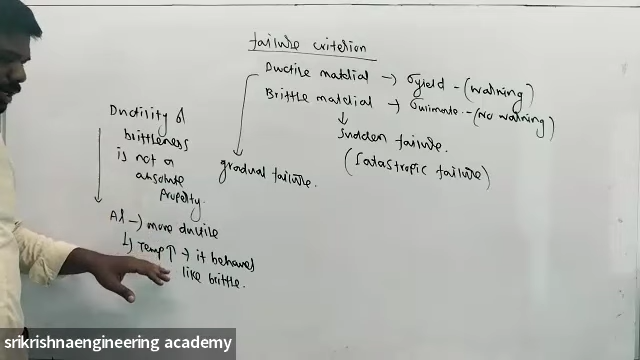 failure criterion
Ductile material → σyield - (warning)
Brittle material → σultimate - (No warning)
↓
sudden failure.
(Catastropic failure)
gradual failure.
Ductility &
brittleness
is not a
absolute
Property.
Al → more ductile
↳ Temp ↑ → it behaves
like brittle.
srikrishnaengineering academy